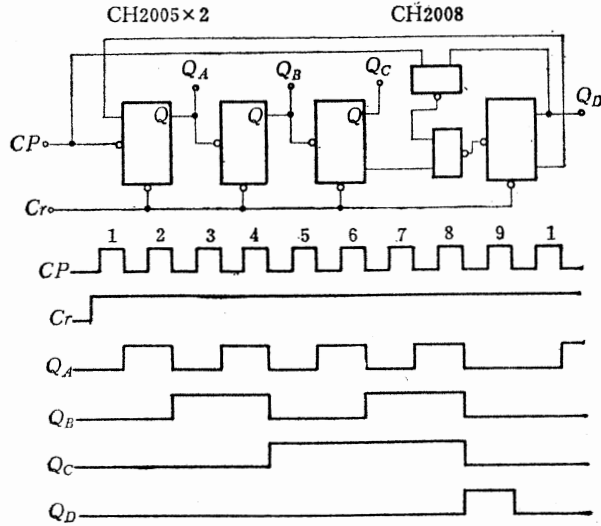 CH2005×2 CH2008
Q_A Q_B Q_C
Q Q Q Q_D
CP
Cr
1 2 3 4 5 6 7 8 9 1
CP
Cr
Q_A
Q_B
Q_C
Q_D